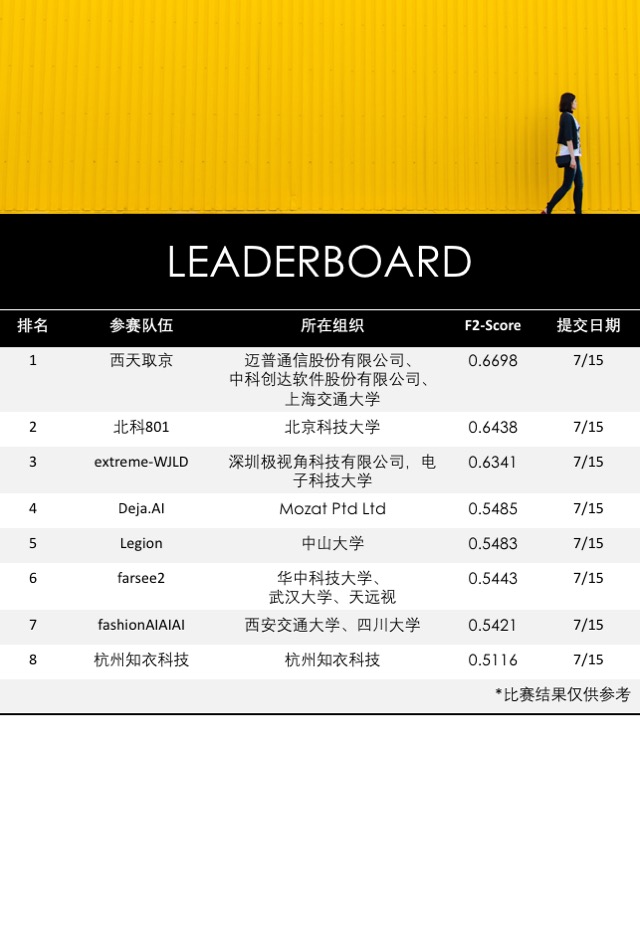 LEADERBOARD
排名 参赛队伍 所在组织 F2-Score 提交日期
1 西天取京 迈普通信股份有限公司、 0.6698 7/15
中科创达软件股份有限公司、
上海交通大学
2 北科801 北京科技大学 0.6438 7/15
3 extreme-WJLD 深圳极视角科技有限公司，电 0.6341 7/15
子科技大学
4 Deja.AI Mozat Ptd Ltd 0.5485 7/15
5 Legion 中山大学 0.5483 7/15
6 farsee2 华中科技大学、 0.5443 7/15
武汉大学、天远视
7 fashionAIAIAI 西安交通大学、四川大学 0.5421 7/15
8 杭州知衣科技 杭州知衣科技 0.5116 7/15
*比赛结果仅供参考